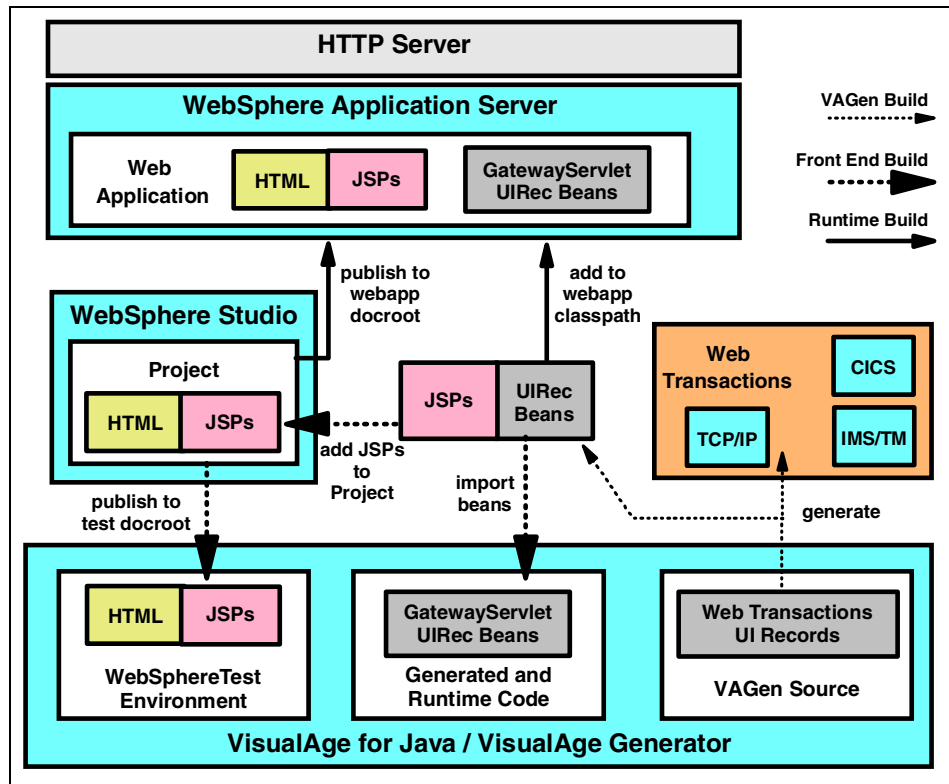 HTTP Server
WebSphere Application Server
Web
Application
HTML
JSPs
GatewayServlet
UIRec Beans
VAGen Build
Front End Build
Runtime Build
publish to
webapp
docroot
add to
webapp
classpath
WebSphere Studio
Project
HTML
JSPs
JSPs
UIRec
Beans
add JSPs
to
Project
Web
Transactions
CICS
TCP/IP
IMS/TM
publish to
test docroot
import
beans
generate
HTML
JSPs
WebSphereTest
Environment
GatewayServlet
UIRec Beans
Generated and
Runtime Code
Web Transactions
UI Records
VAGen Source
VisualAge for Java / VisualAge Generator